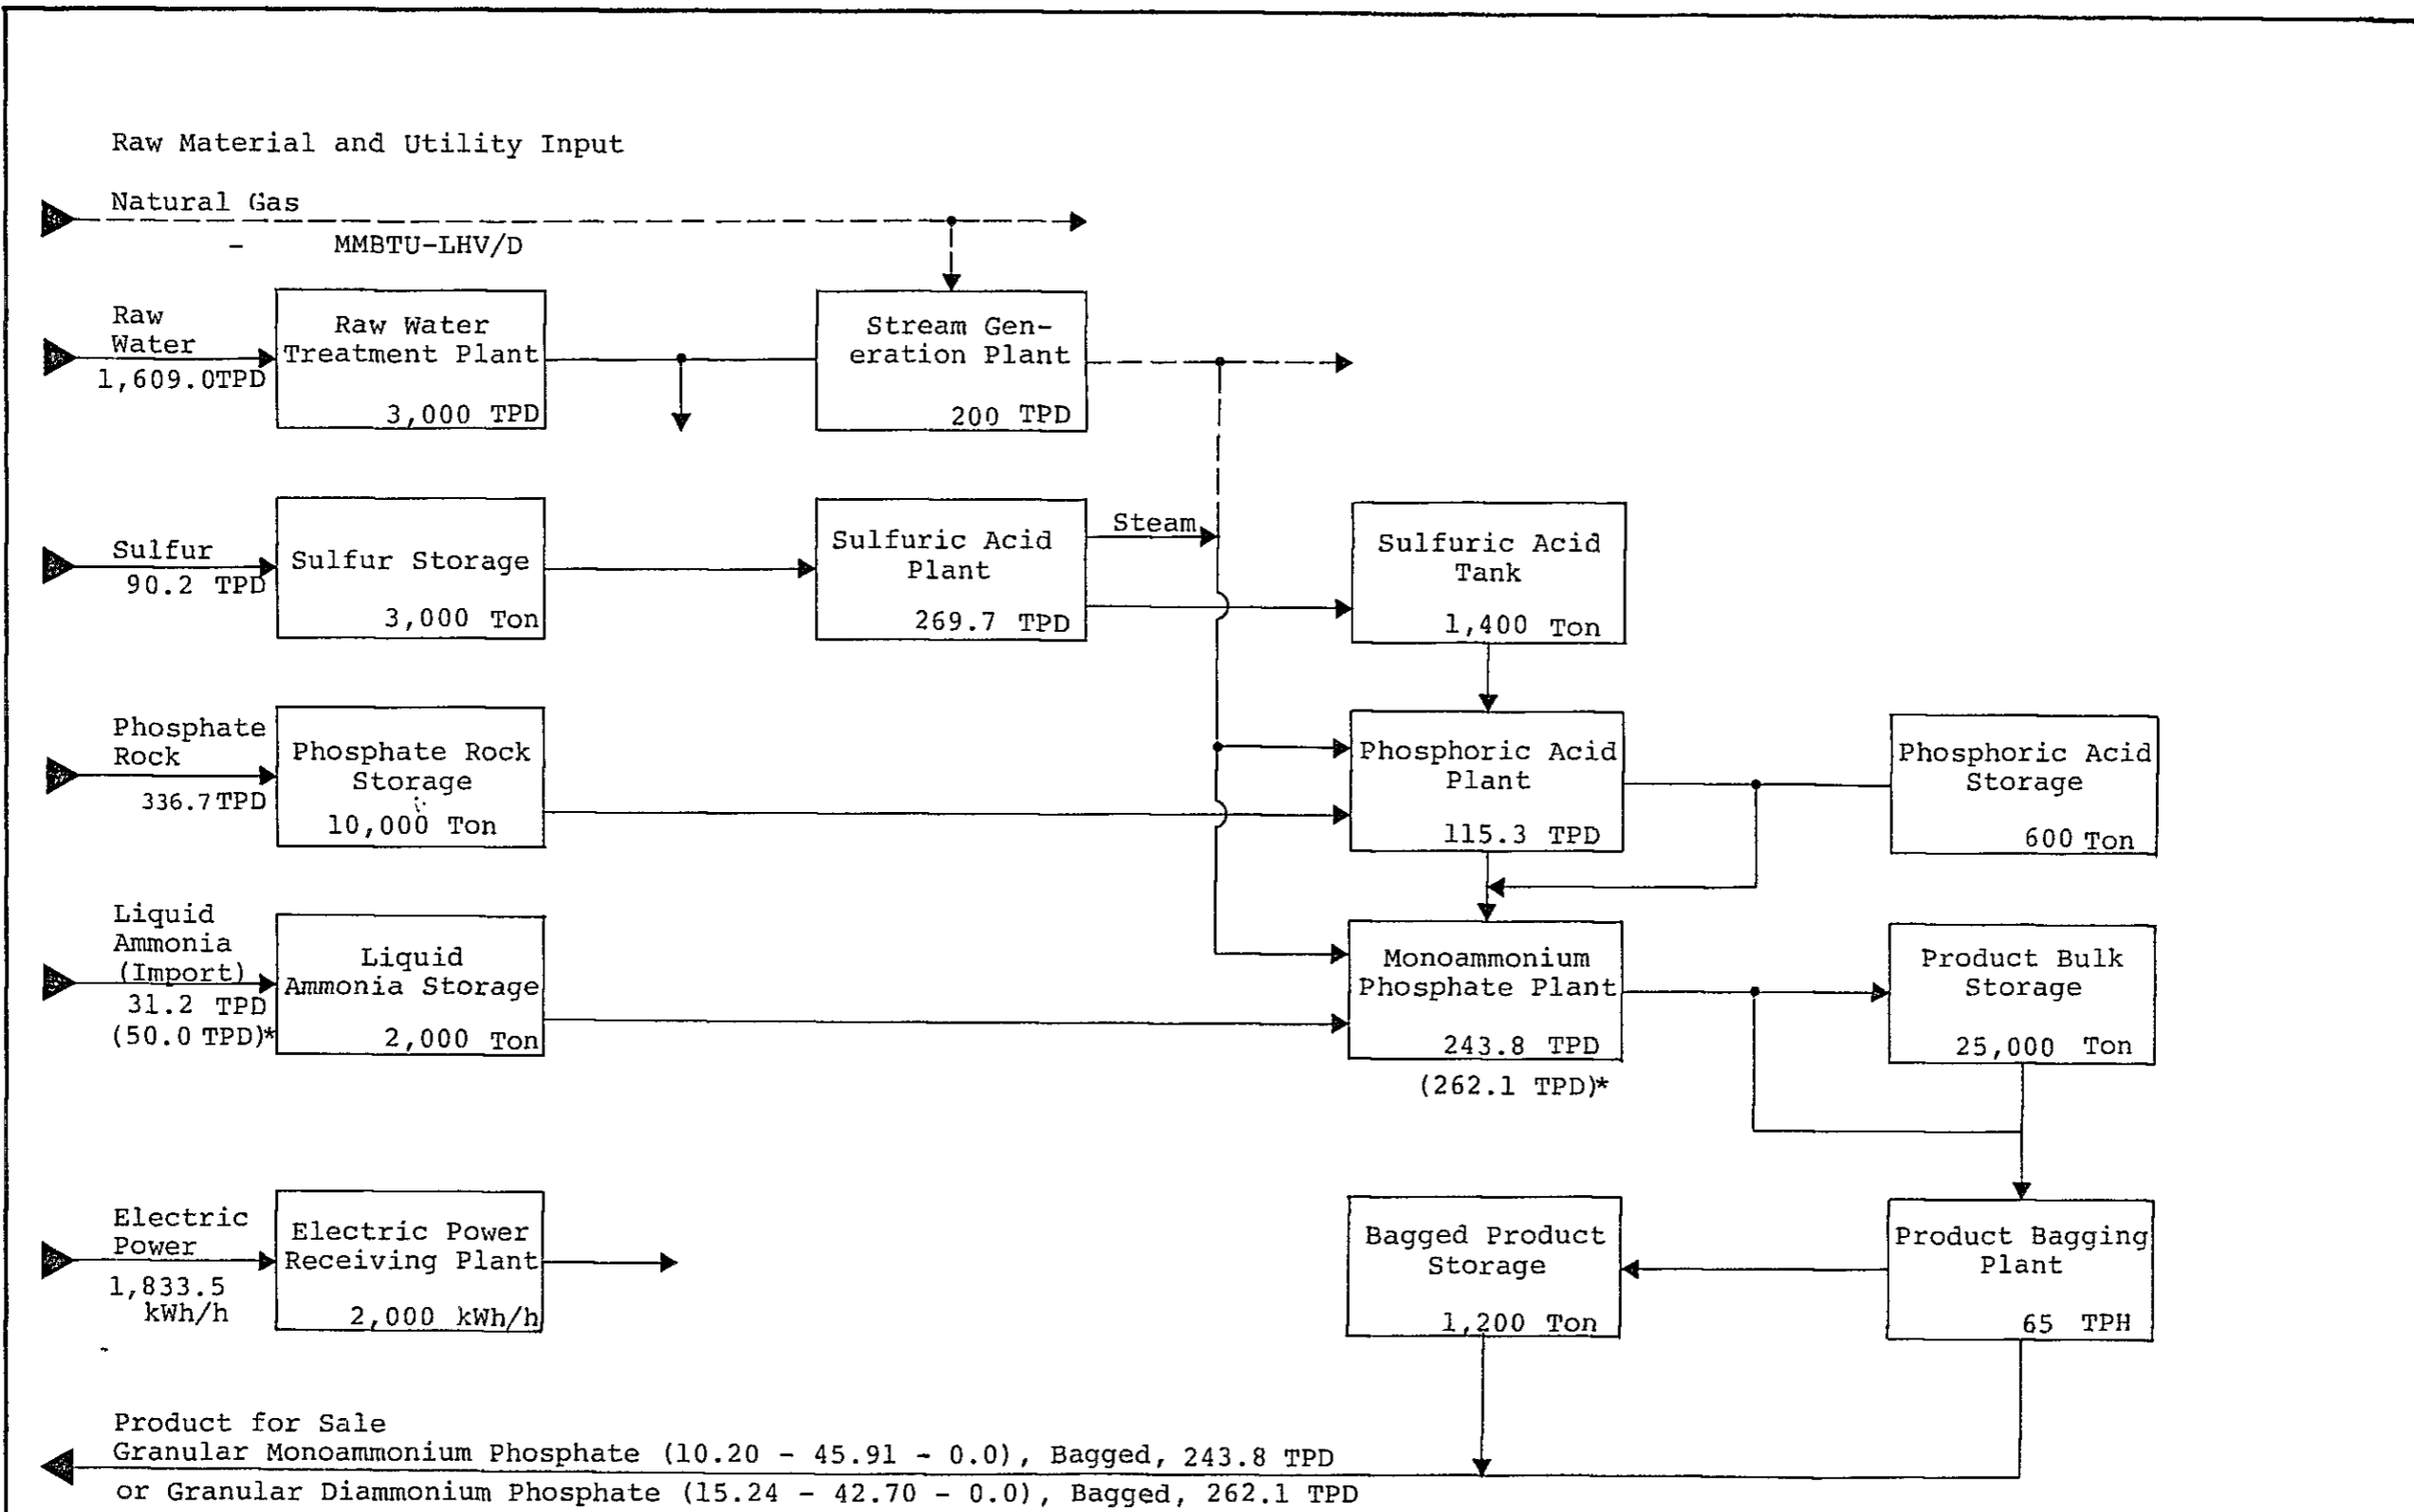 Raw Material and Utility Input
Natural Gas
- MMBTU-LHV/D
Raw
Water
1,609.0TPD
Raw Water
Treatment Plant
3,000 TPD
Stream Gen-
eration Plant
200 TPD
Sulfur
90.2 TPD
Sulfur Storage
3,000 Ton
Sulfuric Acid
Plant
269.7 TPD
Steam
Sulfuric Acid
Tank
1,400 Ton
Phosphate
Rock
336.7TPD
Phosphate Rock
Storage
10,000 Ton
Phosphoric Acid
Plant
115.3 TPD
Phosphoric Acid
Storage
600 Ton
Liquid
Ammonia
(Import)
31.2 TPD
(50.0 TPD)*
Liquid
Ammonia Storage
2,000 Ton
Monoammonium
Phosphate Plant
243.8 TPD
(262.1 TPD)*
Product Bulk
Storage
25,000 Ton
Electric
Power
1,833.5
kWh/h
Electric Power
Receiving Plant
2,000 kWh/h
Bagged Product
Storage
1,200 Ton
Product Bagging
Plant
65 TPH
Product for Sale
Granular Monoammonium Phosphate (10.20 - 45.91 - 0.0), Bagged, 243.8 TPD
or Granular Diammonium Phosphate (15.24 - 42.70 - 0.0), Bagged, 262.1 TPD